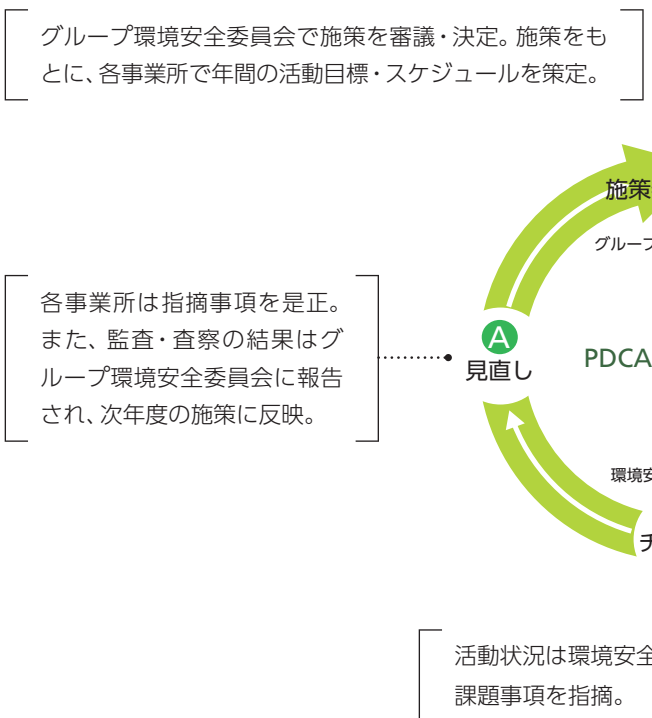 グループ環境安全委員会で施策を審議・決定。施策をも
とに、各事業所で年間の活動目標・スケジュールを策定。
施策
グループ
各事業所は指摘事項を是正。
また、監査・査察の結果はグ
ループ環境安全委員会に報告
され、次年度の施策に反映。
A
見直し
PDCA
環境安
チ
活動状況は環境安全
課題事項を指摘。